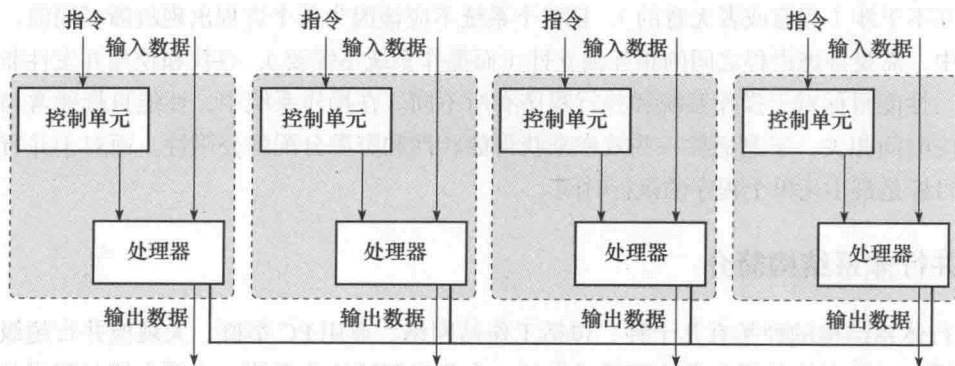 指令 指令 指令 指令
输入数据 输入数据 输入数据 输入数据
控制单元 控制单元 控制单元 控制单元
处理器 处理器 处理器 处理器
输出数据 输出数据 输出数据 输出数据